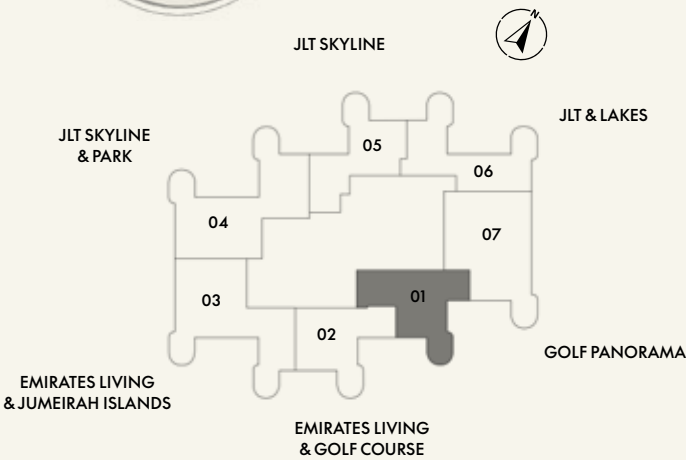 N
JLT SKYLINE
JLT & LAKES
JLT SKYLINE
& PARK
05
06
04
07
01
03
02
GOLF PANORAMA
EMIRATES LIVING
& JUMEIRAH ISLANDS
EMIRATES LIVING
& GOLF COURSE